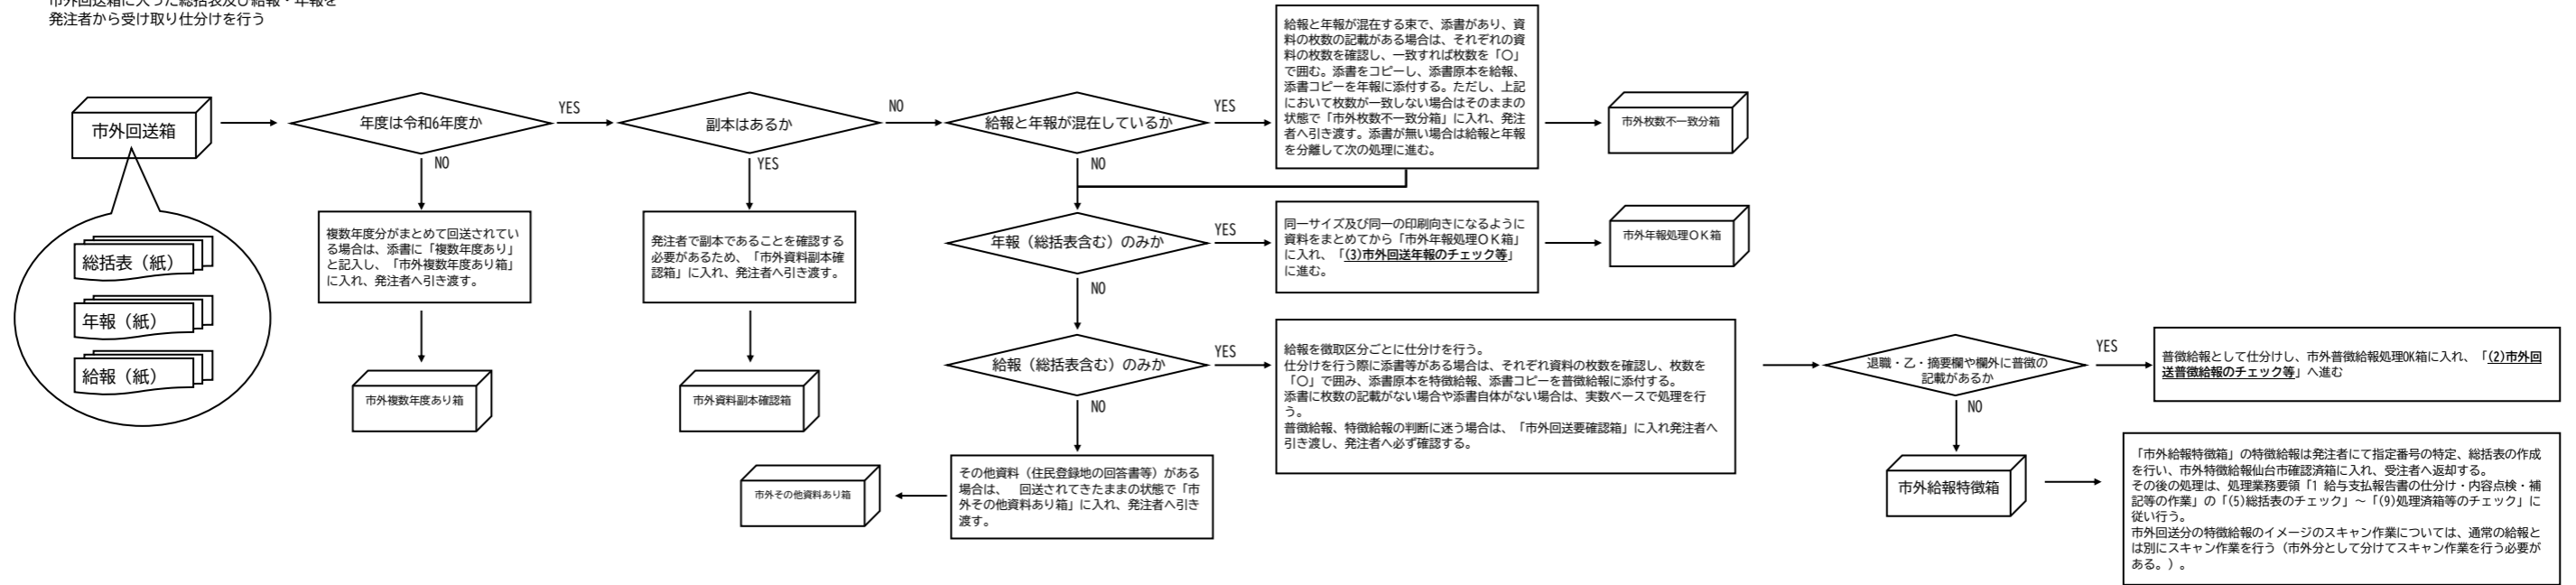 市外回送箱に入った総括表及び給報・年報を
発注者から受け取り仕分けを行う
市外回送箱
総括表（紙）
年報（紙）
給報（紙）
年度は令和6年度か
YES
NO
複数年度分がまとめて回送されてい
る場合は、添書に「複数年度あり」
と記入し、「市外複数年度あり箱」
に入れ、発注者へ引き渡す。
市外複数年度あり箱
副本はあるか
NO
YES
発注者で副本であることを確認する
必要があるため、「市外資料副本確
認箱」に入れ、発注者へ引き渡す。
市外資料副本確認箱
給報と年報が混在しているか
YES
NO
給報と年報が混在する束で、添書があり、資
料の枚数の記載がある場合は、それぞれの資
料の枚数を確認し、一致すれば枚数を「〇」
で囲む。添書をコピーし、添書原本を給報、
添書コピーを年報に添付する。ただし、上記
において枚数が一致しない場合はそのままの
状態で「市外枚数不一致分箱」に入れ、発注
者へ引き渡す。添書が無い場合は給報と年報
を分離して次の処理に進む。
市外枚数不一致分箱
年報（総括表含む）のみか
YES
NO
同一サイズ及び同一の印刷向きになるように
資料をまとめてから「市外年報処理ＯＫ箱」
に入れ、「(3)市外回送年報のチェック等」
に進む。
市外年報処理ＯＫ箱
給報（総括表含む）のみか
YES
NO
給報を徴取区分ごとに仕分けを行う。
仕分けを行う際に添書等がある場合は、それぞれ資料の枚数を確認し、枚数を
「〇」で囲み、添書原本を特徴給報、添書コピーを普徴給報に添付する。
添書に枚数の記載がない場合や添書自体がない場合は、実数ベースで処理を行
う。
普徴給報、特徴給報の判断に迷う場合は、「市外回送要確認箱」に入れ発注者へ
引き渡し、発注者へ必ず確認する。
その他資料（住民登録地の回答書等）がある
場合は、　回送されてきたままの状態で「市
外その他資料あり箱」に入れ、発注者へ引き
渡す。
市外その他資料あり箱
退職・乙・摘要欄や欄外に普徴の
記載があるか
YES
NO
普徴給報として仕分けし、市外普徴給報処理OK箱に入れ、「(2)市外回
送普徴給報のチェック等」へ進む
市外給報特徴箱
「市外給報特徴箱」の特徴給報は発注者にて指定番号の特定、総括表の作成
を行い、市外特徴給報仙台市確認済箱に入れ、受注者へ返却する。
その後の処理は、処理業務要領「1 給与支払報告書の仕分け・内容点検・補
記等の作業」の「(5)総括表のチェック」～「(9)処理済箱等のチェック」に
従い行う。
市外回送分の特徴給報のイメージのスキャン作業については、通常の給報と
は別にスキャン作業を行う（市外分として分けてスキャン作業を行う必要が
ある。）。